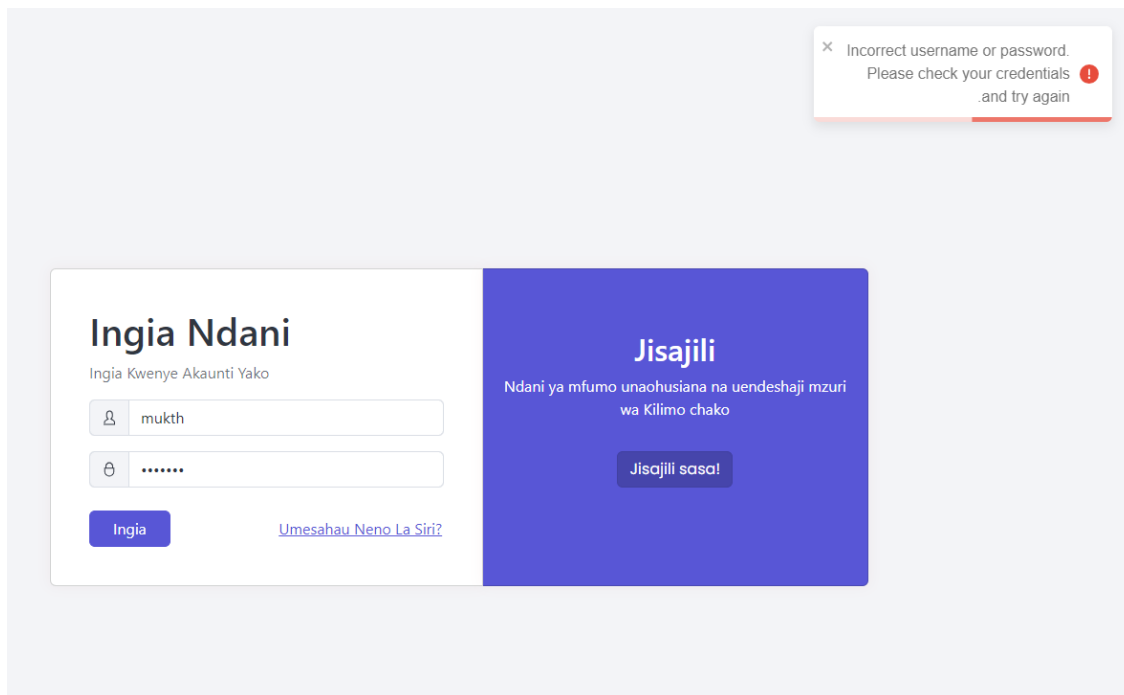 Incorrect username or password.
Please check your credentials
.and try again
Ingia Ndani
Ingia Kwenye Akaunti Yako
mukth
•••••••
Ingia
Umesahau Neno La Siri?
Jisajili
Ndani ya mfumo unaohusiana na uendeshaji mzuri
wa Kilimo chako
Jisajili sasa!